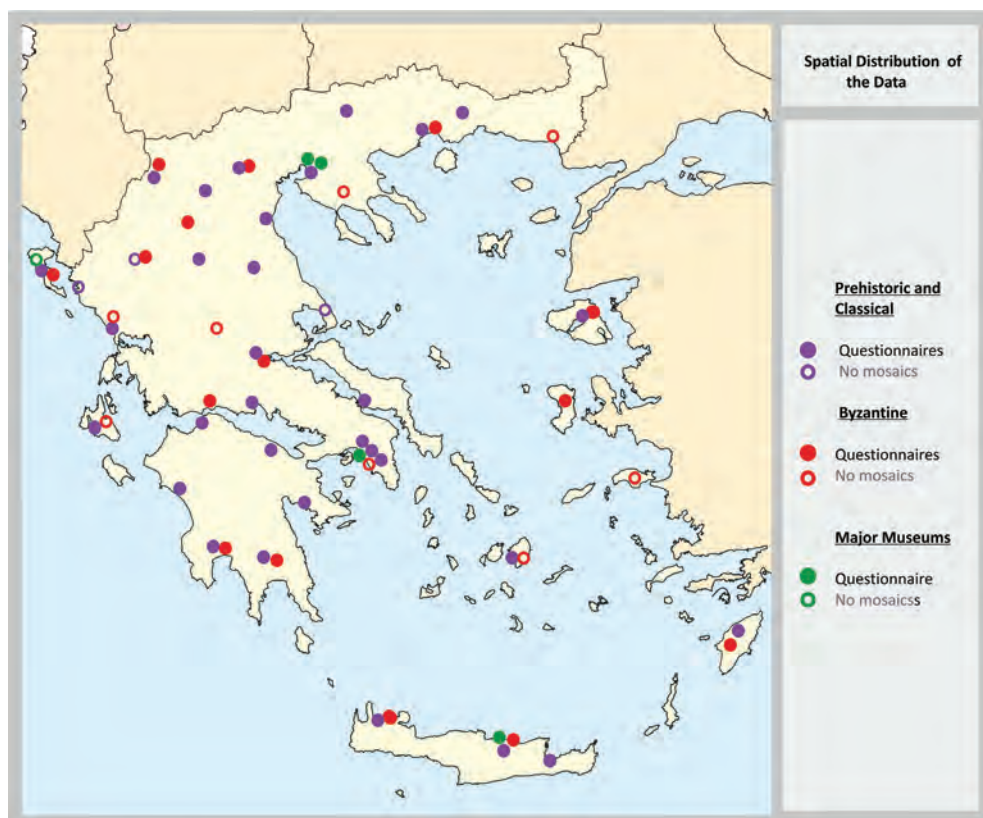 Spatial Distribution of
the Data
Prehistoric and
Classical
Questionnaires
No mosaics
Byzantine
Questionnaires
No mosaics
Major Museums
Questionnaire
No mosaicss